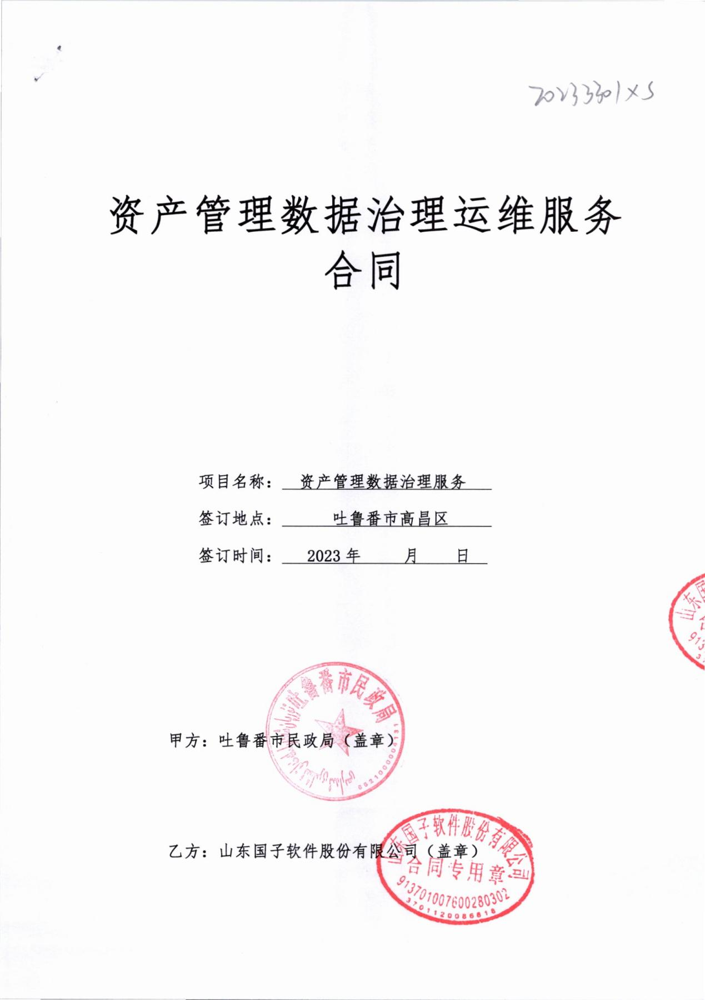 20233301XS
资产管理数据治理运维服务
合同
项目名称： 资产管理数据治理服务
签订地点： 吐鲁番市高昌区
签订时间： 2023 年 月 日
山东国
合
913
37
吐鲁番市民政局
甲方：吐鲁番市民政局（盖章）
乙方：山东国子软件股份有限公司（盖章）
山东国子软件股份有限公司
合同专用章
913701007600280302
3701120086818